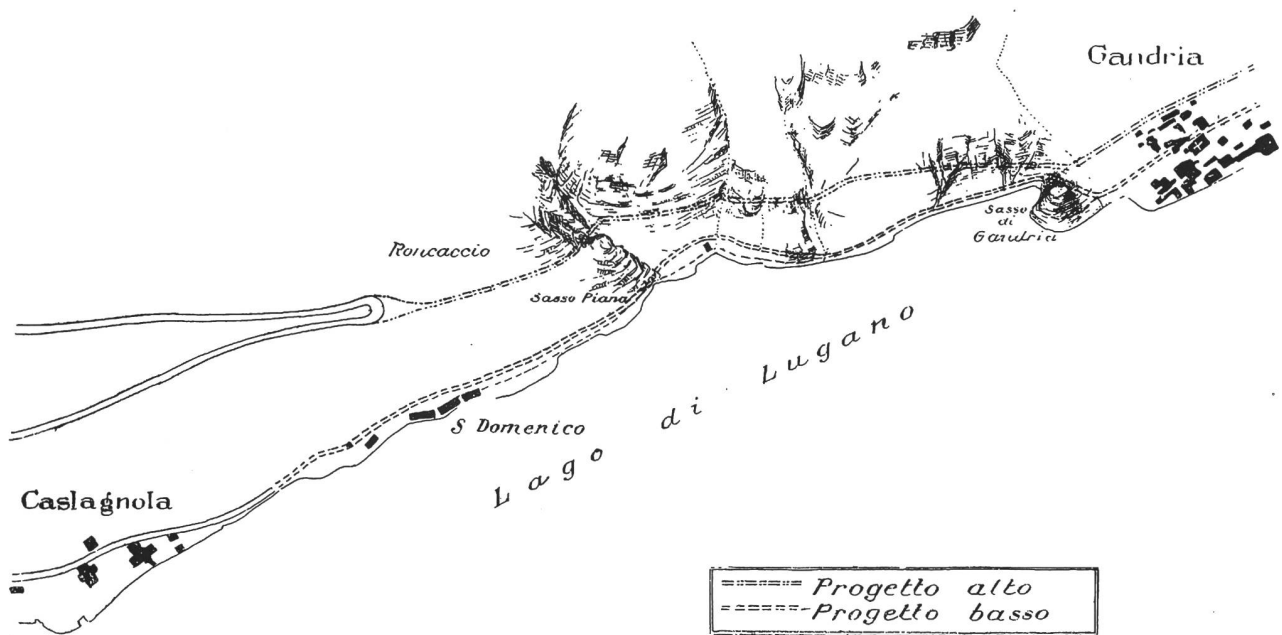 Gandria
Roncaccio
Sasso
di
Gandria
Sasso Piana
Lago di Lugano
S Domenico
Caslagnola
Progetto alto
Progetto basso